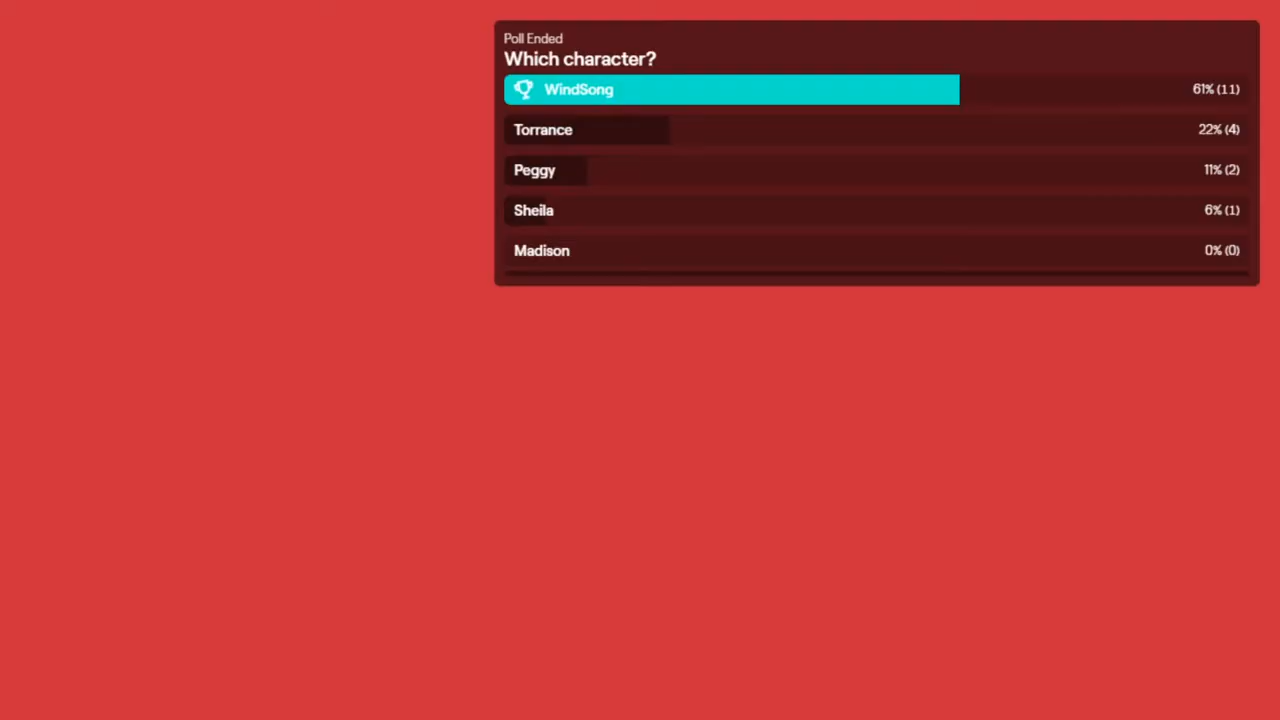 Poll Ended
Which character?
WindSong 61% (11)
Torrance 22% (4)
Peggy 11% (2)
Sheila 6% (1)
Madison 0% (0)